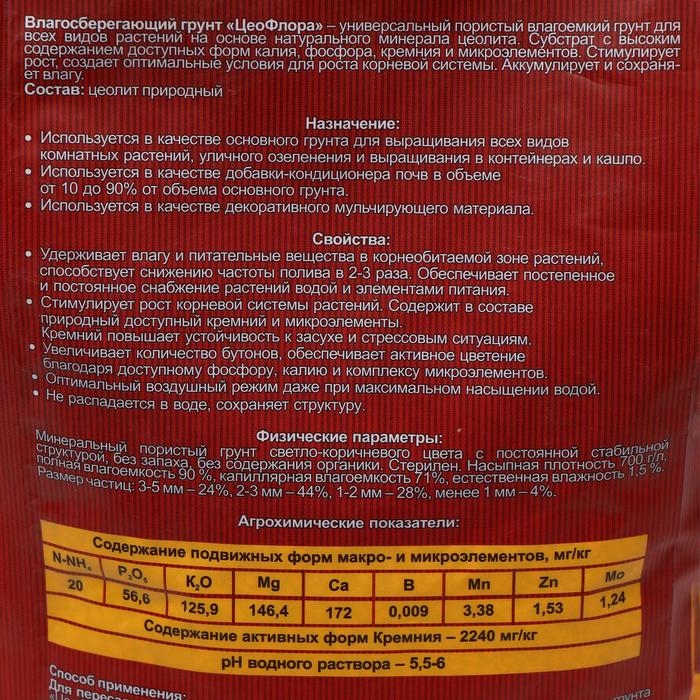 Влагосберегающий грунт «ЦеоФлора» – универсальный пористый влагоемкий грунт для
всех видов растений на основе натурального минерала цеолита. Субстрат с высоким
содержанием доступных форм калия, фосфора, кремния и микроэлементов. Стимулирует
рост, создает оптимальные условия для роста корневой системы. Аккумулирует и сохраня-
ет влагу.
Состав: цеолит природный
Назначение:
• Используется в качестве основного грунта для выращивания всех видов
комнатных растений, уличного озеленения и выращивания в контейнерах и кашпо.
• Используется в качестве добавки-кондиционера почв в объеме
от 10 до 90% от объема основного грунта.
• Используется в качестве декоративного мульчирующего материала.
Свойства:
• Удерживает влагу и питательные вещества в корнеобитаемой зоне растений,
способствует снижению частоты полива в 2-3 раза. Обеспечивает постепенное
и постоянное снабжение растений водой и элементами питания.
• Стимулирует рост корневой системы растений. Содержит в составе
природный доступный кремний и микроэлементы.
Кремний повышает устойчивость к засухе и стрессовым ситуациям.
• Увеличивает количество бутонов, обеспечивает активное цветение
благодаря доступному фосфору, калию и комплексу микроэлементов.
• Оптимальный воздушный режим даже при максимальном насыщении водой.
• Не распадается в воде, сохраняет структуру.
Физические параметры:
Минеральный пористый грунт светло-коричневого цвета с постоянной стабильной
структурой, без запаха, без содержания органики. Стерилен. Насыпная плотность 700 г/л,
полная влагоемкость 90 %, капиллярная влагоемкость 71%, естественная влажность 1,5 %.
Размер частиц: 3-5 мм – 24%, 2-3 мм – 44%, 1-2 мм – 28%, менее 1 мм – 4%.
Агрохимические показатели:
Содержание подвижных форм макро- и микроэлементов, мг/кг
N-NH₄ P₂O₅ K₂O Mg Ca B Mn Zn Mo
20 56,6 125,9 146,4 172 0,009 3,38 1,53 1,24
Содержание активных форм Кремния – 2240 мг/кг
pH водного раствора – 5,5-6
Способ применения:
Для переса
грунта